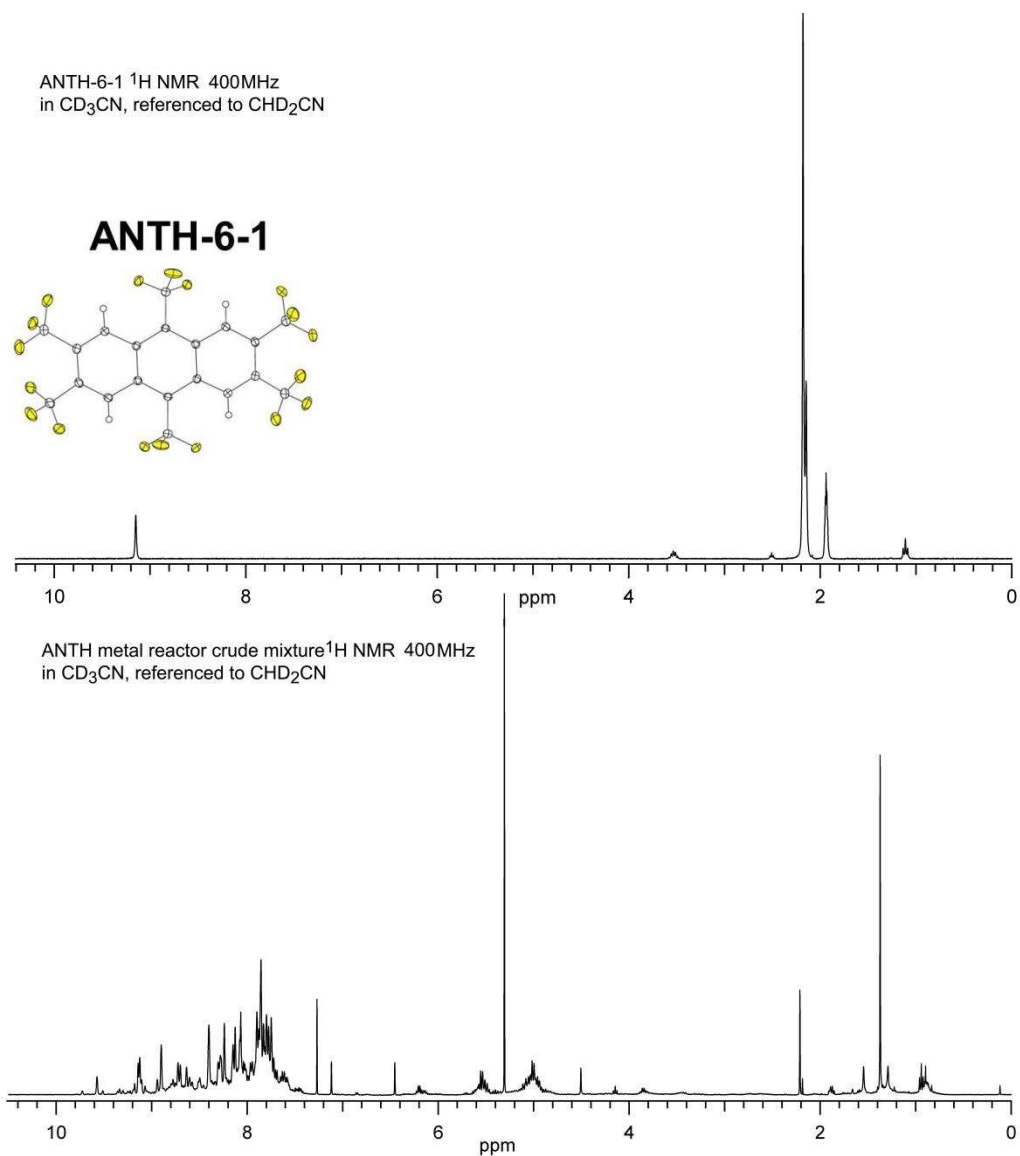 ANTH-6-1 ¹H NMR 400MHz
in CD₃CN, referenced to CHD₂CN
ANTH-6-1
10 8 6 ppm 4 2 0
ANTH metal reactor crude mixture ¹H NMR 400MHz
in CD₃CN, referenced to CHD₂CN
10 8 6 ppm 4 2 0